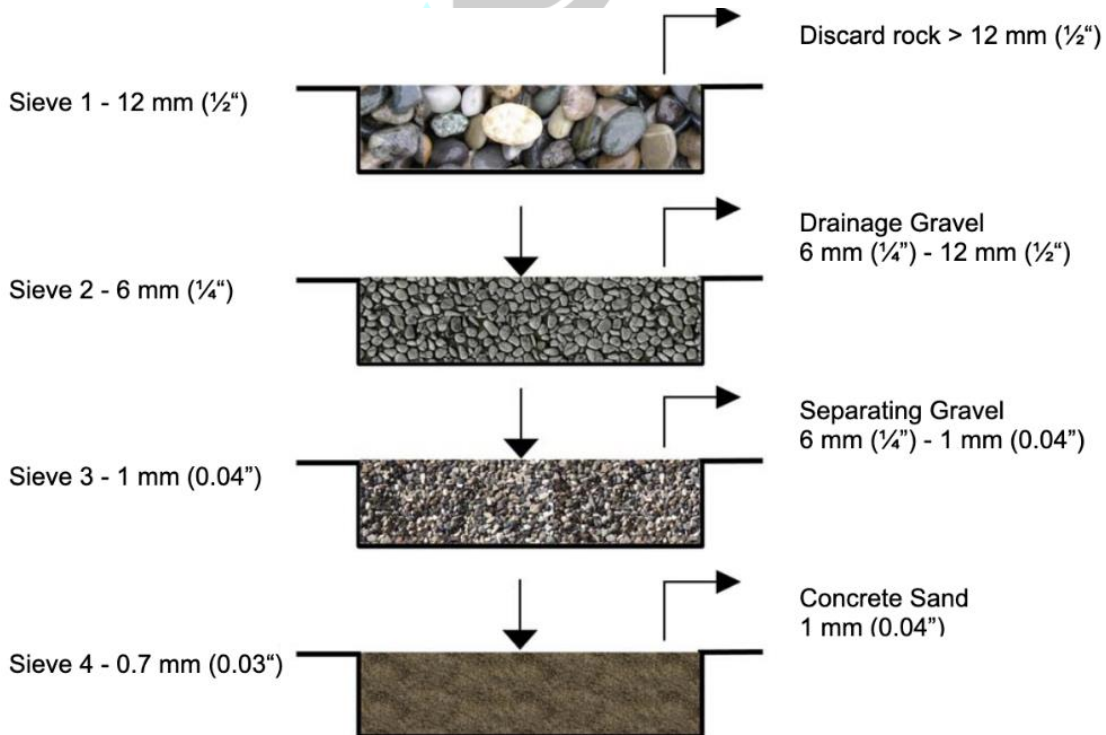 Discard rock > 12 mm (½“)
Sieve 1 - 12 mm (½“)
Drainage Gravel
6 mm (¼”) - 12 mm (½”)
Sieve 2 - 6 mm (¼“)
Separating Gravel
6 mm (¼”) - 1 mm (0.04”)
Sieve 3 - 1 mm (0.04”)
Concrete Sand
1 mm (0.04”)
Sieve 4 - 0.7 mm (0.03“)